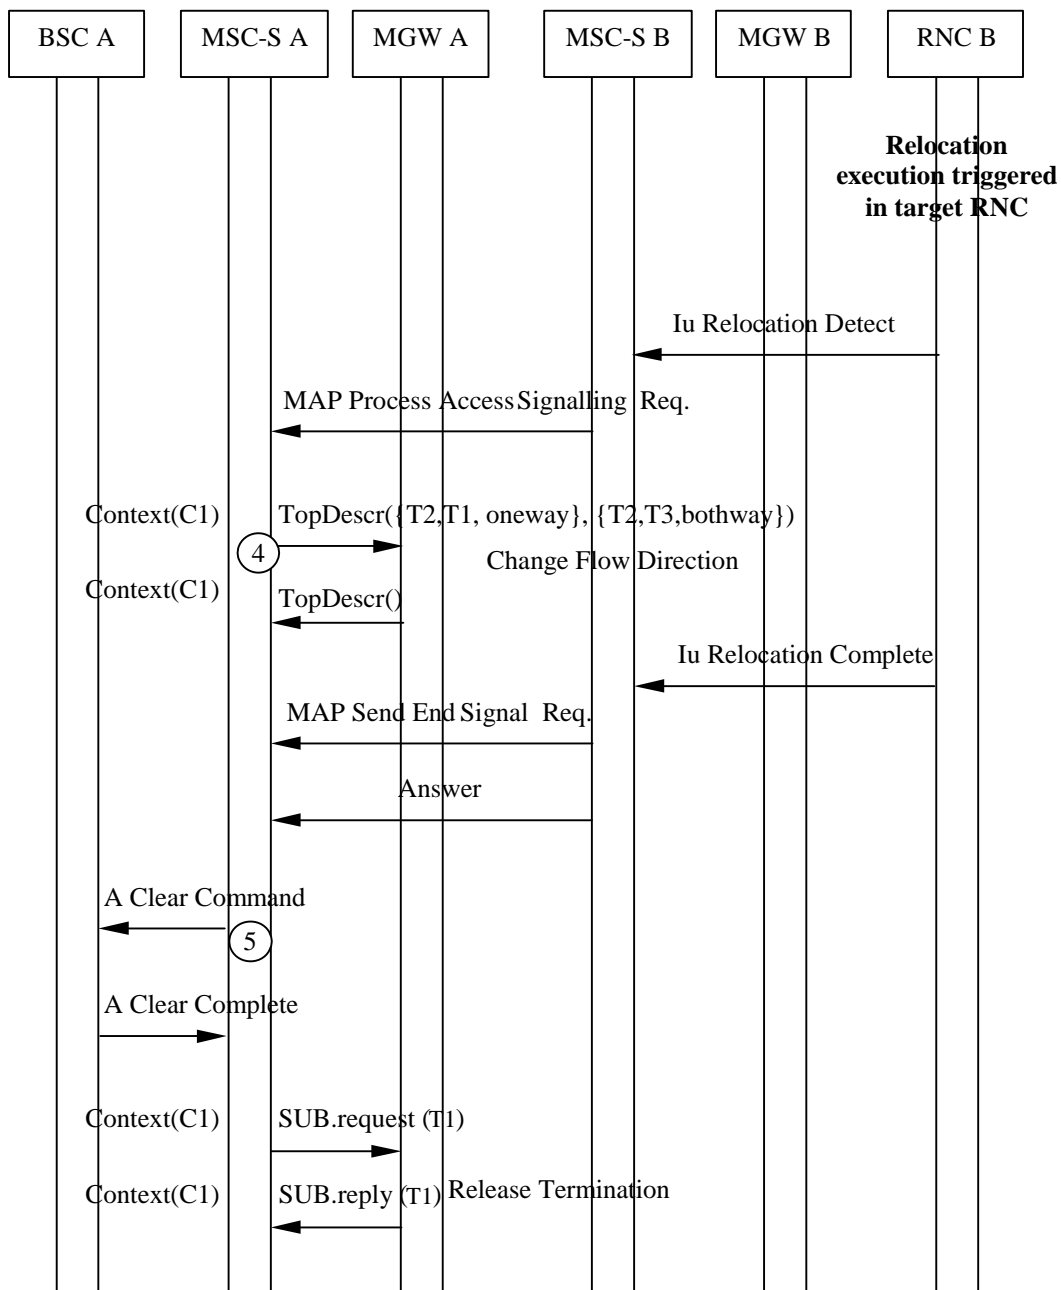 BSC A
MSC-S A
MGW A
MSC-S B
MGW B
RNC B
Relocation
execution triggered
in target RNC
Iu Relocation Detect
MAP Process Access Signalling Req.
Context(C1)
TopDescr({T2,T1, oneway}, {T2,T3,bothway})
4
Change Flow Direction
Context(C1)
TopDescr()
Iu Relocation Complete
MAP Send End Signal Req.
Answer
A Clear Command
5
A Clear Complete
Context(C1)
SUB.request (T1)
Context(C1)
SUB.reply (T1)
Release Termination